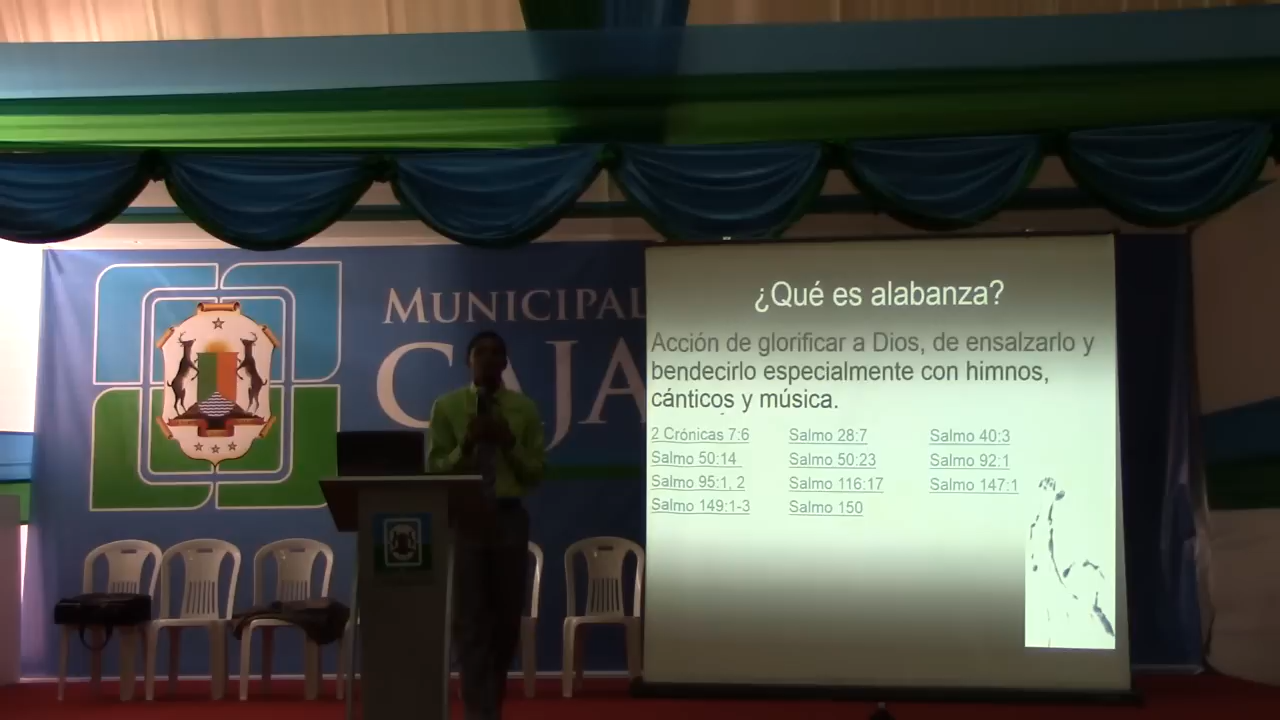 MUNICIPAL
CAJA
¿Qué es alabanza?
Acción de glorificar a Dios, de ensalzarlo y
bendecirlo especialmente con himnos,
cánticos y música.
2 Crónicas 7:6 Salmo 28:7 Salmo 40:3
Salmo 50:14 Salmo 50:23 Salmo 92:1
Salmo 95:1, 2 Salmo 116:17 Salmo 147:1
Salmo 149:1-3 Salmo 150